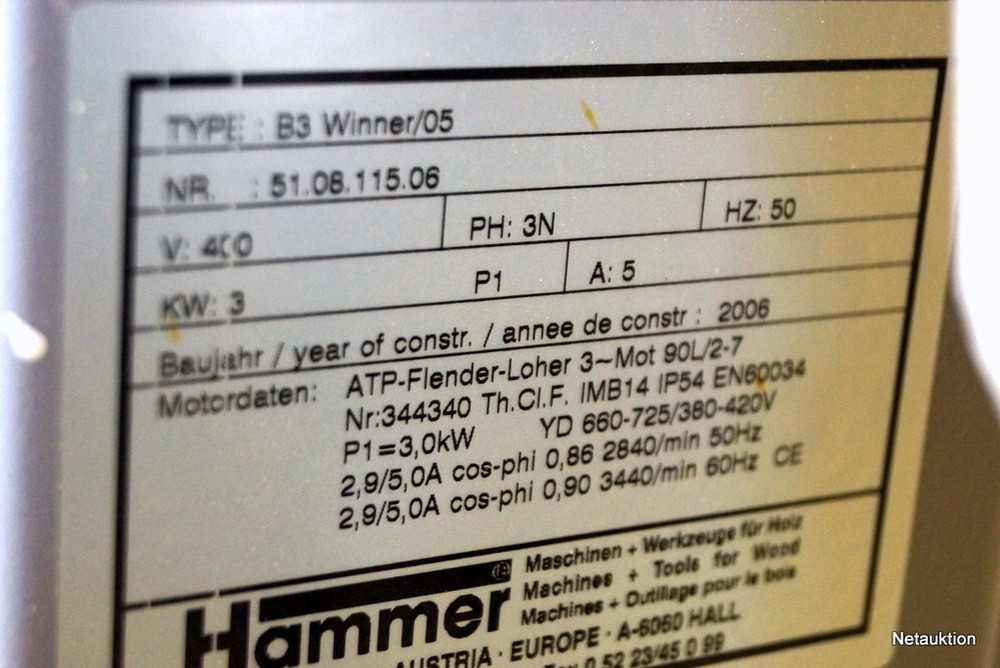 TYPE : B3 Winner/05
NR. : 51.08.115.06
V: 400 PH: 3N HZ: 50
KW: 3 P1 A: 5
Baujahr / year of constr. / annee de constr : 2006
Motordaten: ATP-Flender-Loher 3~Mot 90L/2-7
Nr:344340 Th.Cl.F. IMB14 IP54 EN60034
P1=3,0kW YD 660-725/380-420V
2,9/5,0A cos-phi 0,86 2840/min 50Hz
2,9/5,0A cos-phi 0,90 3440/min 60Hz CE
Hammer ®
Maschinen + Werkzeuge für Holz
Machines + Tools for Wood
Machines + Outillage pour le bois
AUSTRIA · EUROPE · A-6060 HALL
Fax 0 52 23/45 0 99
Netauktion